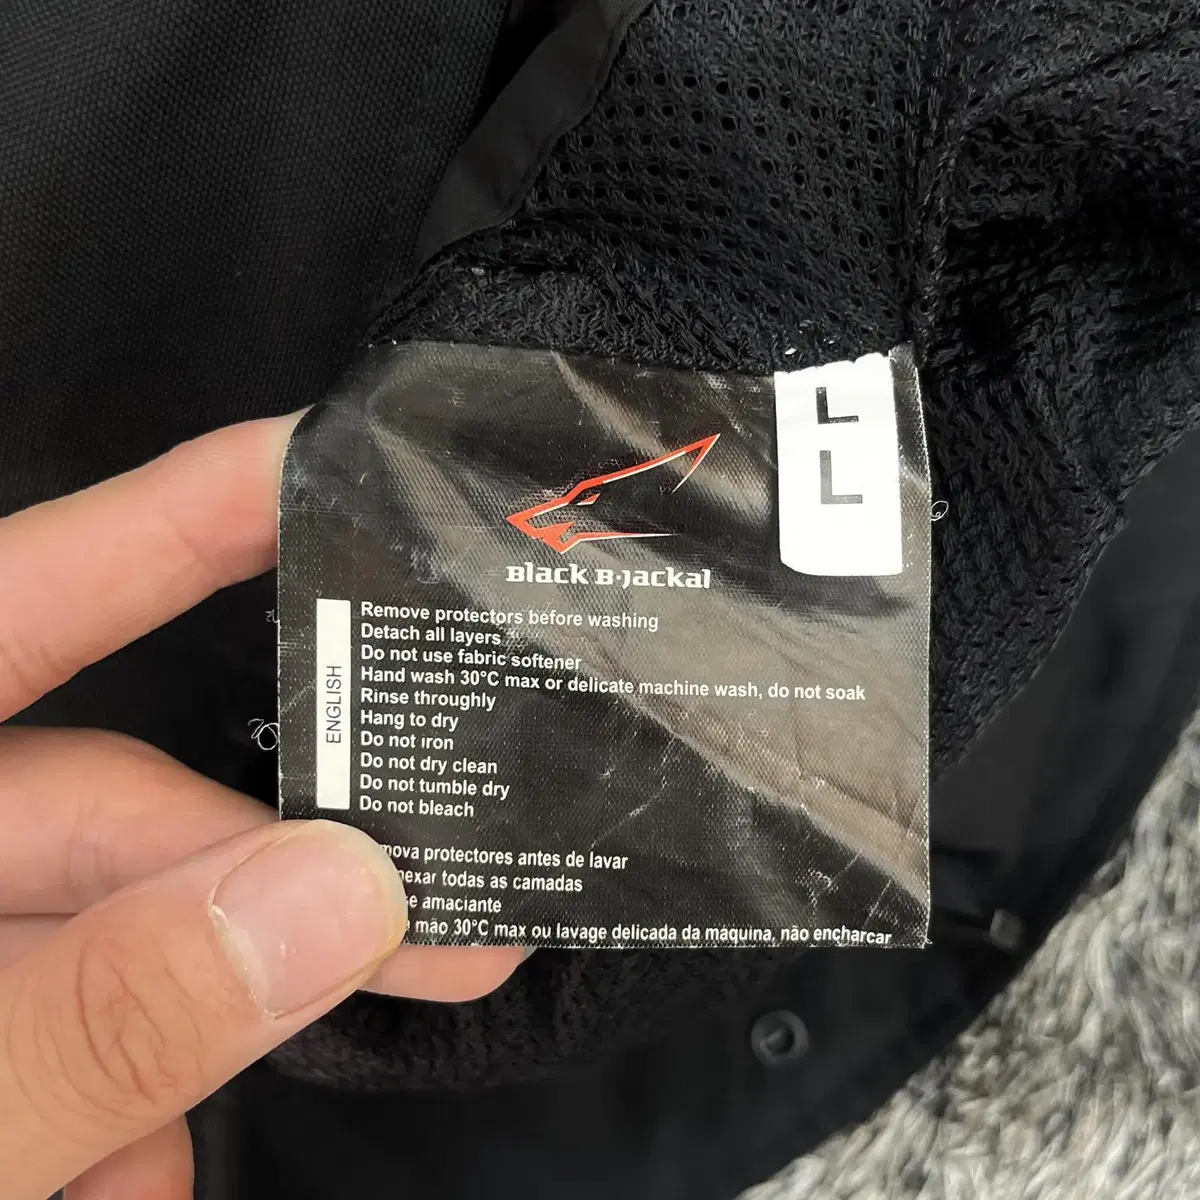 L
L
Black B·Jackal
ENGLISH
Remove protectors before washing
Detach all layers
Do not use fabric softener
Hand wash 30°C max or delicate machine wash, do not soak
Rinse throughly
Hang to dry
Do not iron
Do not dry clean
Do not tumble dry
Do not bleach
protectores antes de lavar
todas as camadas
amaciante
mão 30°C max ou lavage delicada da maquina, não encharcar